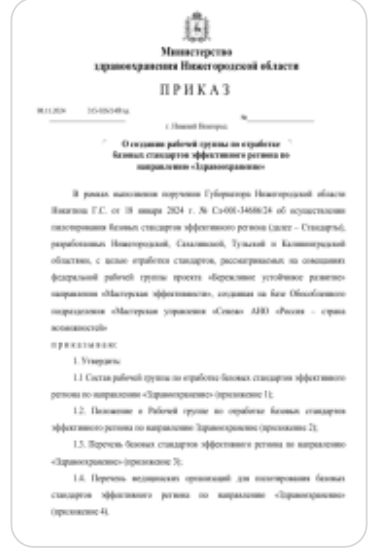 Министерство
здравоохранения Нижегородской области
ПРИКАЗ
г. Нижний Новгород
О создании рабочей группы по отработке
базовых стандартов эффективного региона по
направлению «Здравоохранение»
В рамках выполнения поручения Губернатора Нижегородской области
Никитина Г.С. от 18 января 2024 г. № об осуществлении
пилотирования базовых стандартов эффективного региона (далее – Стандарты),
разработанных Нижегородской, Сахалинской, Тульской и Калининградской
областями, с целью отработки стандартов, рассматриваемых на совещаниях
федеральной рабочей группы проекта «Бережливое устойчивое развитие»
направления «Мастерская эффективности», созданная на базе Обособленного
подразделения «Мастерская управления «Сенеж» АНО «Россия – страна
возможностей»
приказываю:
1. Утвердить:
1.1 Состав рабочей группы по отработке базовых стандартов эффективного
региона по направлению «Здравоохранение» (приложение 1);
1.2. Положение о Рабочей группе по отработке базовых стандартов
эффективного региона по направлению Здравоохранение (приложение 2);
1.3. Перечень базовых стандартов эффективного региона по направлению
«Здравоохранение» (приложение 3);
1.4. Перечень медицинских организаций для пилотирования базовых
стандартов эффективного региона по направлению «Здравоохранение»
(приложение 4).